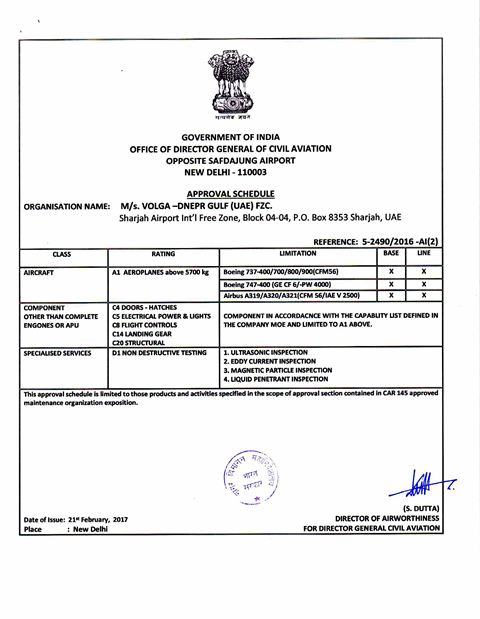 सत्यमेव जयते
GOVERNMENT OF INDIA
OFFICE OF DIRECTOR GENERAL OF CIVIL AVIATION
OPPOSITE SAFDAJUNG AIRPORT
NEW DELHI - 110003
APPROVAL SCHEDULE
ORGANISATION NAME: M/s. VOLGA –DNEPR GULF (UAE) FZC.
Sharjah Airport Int'l Free Zone, Block 04-04, P.O. Box 8353 Sharjah, UAE
REFERENCE: 5-2490/2016 -AI(2)
CLASS RATING LIMITATION BASE LINE
AIRCRAFT A1 AEROPLANES above 5700 kg Boeing 737-400/700/800/900(CFM56) X X
Boeing 747-400 (GE CF 6/-PW 4000) X X
Airbus A319/A320/A321(CFM 56/IAE V 2500) X X
COMPONENT
OTHER THAN COMPLETE
ENGONES OR APU
C4 DOORS - HATCHES
C5 ELECTRICAL POWER & LIGHTS
C8 FLIGHT CONTROLS
C14 LANDING GEAR
C20 STRUCTURAL
COMPONENT IN ACCORDACNCE WITH THE CAPABLITY LIST DEFINED IN
THE COMPANY MOE AND LIMITED TO A1 ABOVE.
SPECIALISED SERVICES D1 NON DESTRUCTIVE TESTING 1. ULTRASONIC INSPECTION
2. EDDY CURRENT INSPECTION
3. MAGNETIC PARTICLE INSPECTION
4. LIQUID PENETRANT INSPECTION
This approval schedule is limited to those products and activities specified in the scope of approval section contained in CAR 145 approved
maintenance organization exposition.
भारत
सरकार
(S. DUTTA)
Date of Issue: 21st February, 2017 DIRECTOR OF AIRWORTHINESS
Place : New Delhi FOR DIRECTOR GENERAL CIVIL AVIATION